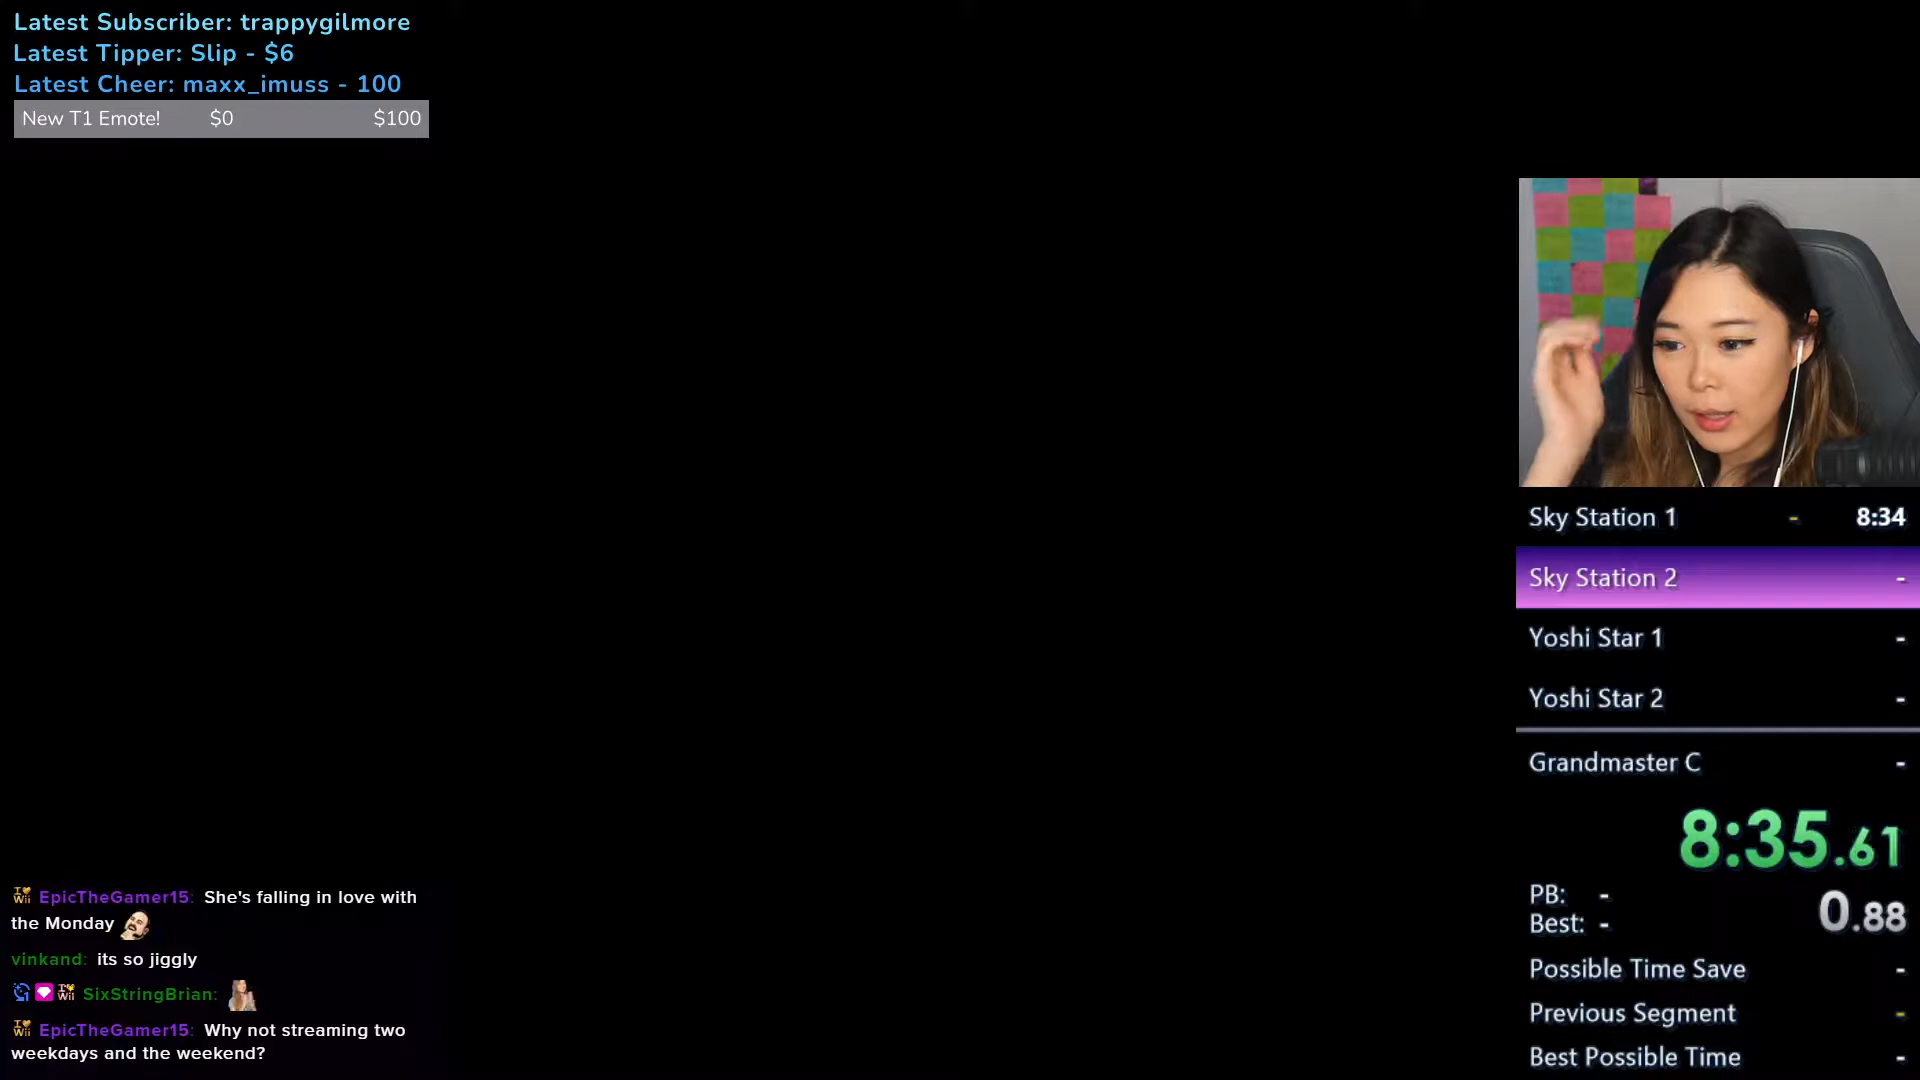 Latest Subscriber: trappygilmore
Latest Tipper: Slip - $6
Latest Cheer: maxx_imuss - 100
New T1 Emote! $0 $100
Sky Station 1 - 8:34
Sky Station 2 -
Yoshi Star 1 -
Yoshi Star 2 -
Grandmaster C -
8:35.61
PB: -
Best: -
0.88
Possible Time Save -
Previous Segment -
Best Possible Time -
EpicTheGamer15: She's falling in love with
the Monday
vinkand: its so jiggly
SixStringBrian:
EpicTheGamer15: Why not streaming two
weekdays and the weekend?